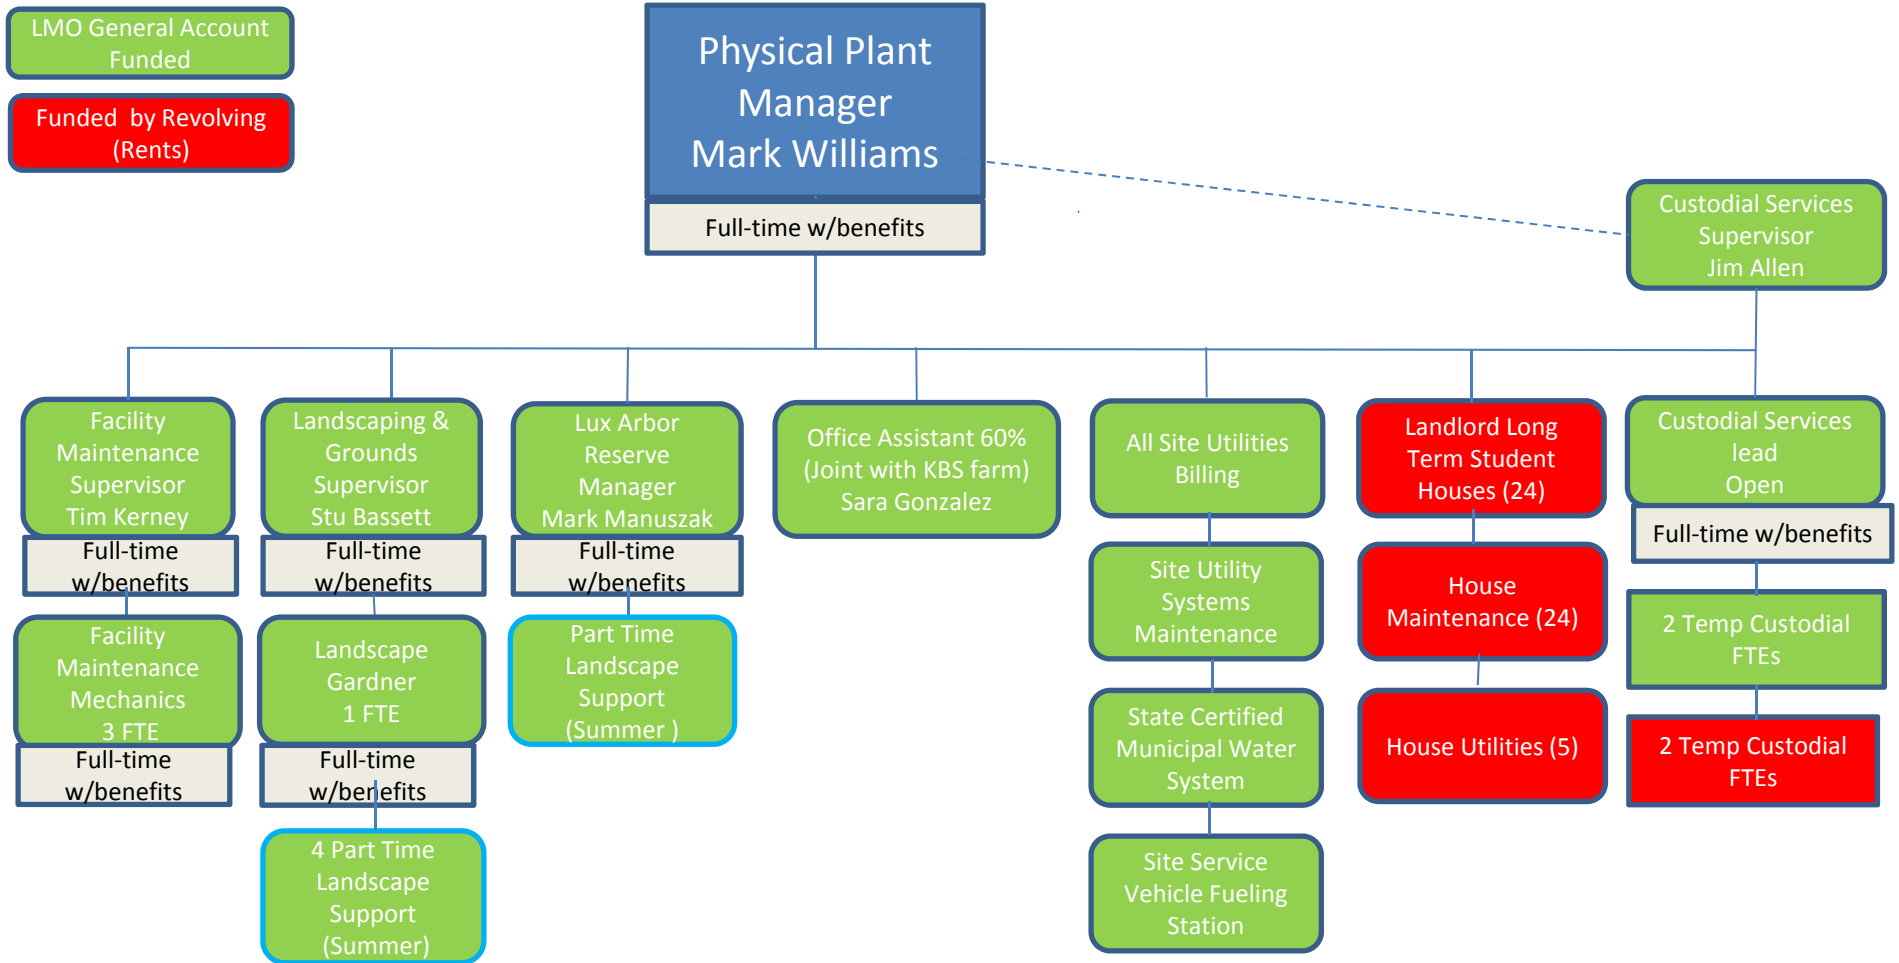 LMO General Account
Funded
Funded by Revolving
(Rents)
Physical Plant
Manager
Mark Williams
Full-time w/benefits
Custodial Services
Supervisor
Jim Allen
Facility
Maintenance
Supervisor
Tim Kerney
Full-time
w/benefits
Facility
Maintenance
Mechanics
3 FTE
Full-time
w/benefits
Landscaping &
Grounds
Supervisor
Stu Bassett
Full-time
w/benefits
Landscape
Gardner
1 FTE
Full-time
w/benefits
4 Part Time
Landscape
Support
(Summer)
Lux Arbor
Reserve
Manager
Mark Manuszak
Full-time
w/benefits
Part Time
Landscape
Support
(Summer )
Office Assistant 60%
(Joint with KBS farm)
Sara Gonzalez
All Site Utilities
Billing
Site Utility
Systems
Maintenance
State Certified
Municipal Water
System
Site Service
Vehicle Fueling
Station
Landlord Long
Term Student
Houses (24)
House
Maintenance (24)
House Utilities (5)
Custodial Services
lead
Open
Full-time w/benefits
2 Temp Custodial
FTEs
2 Temp Custodial
FTEs